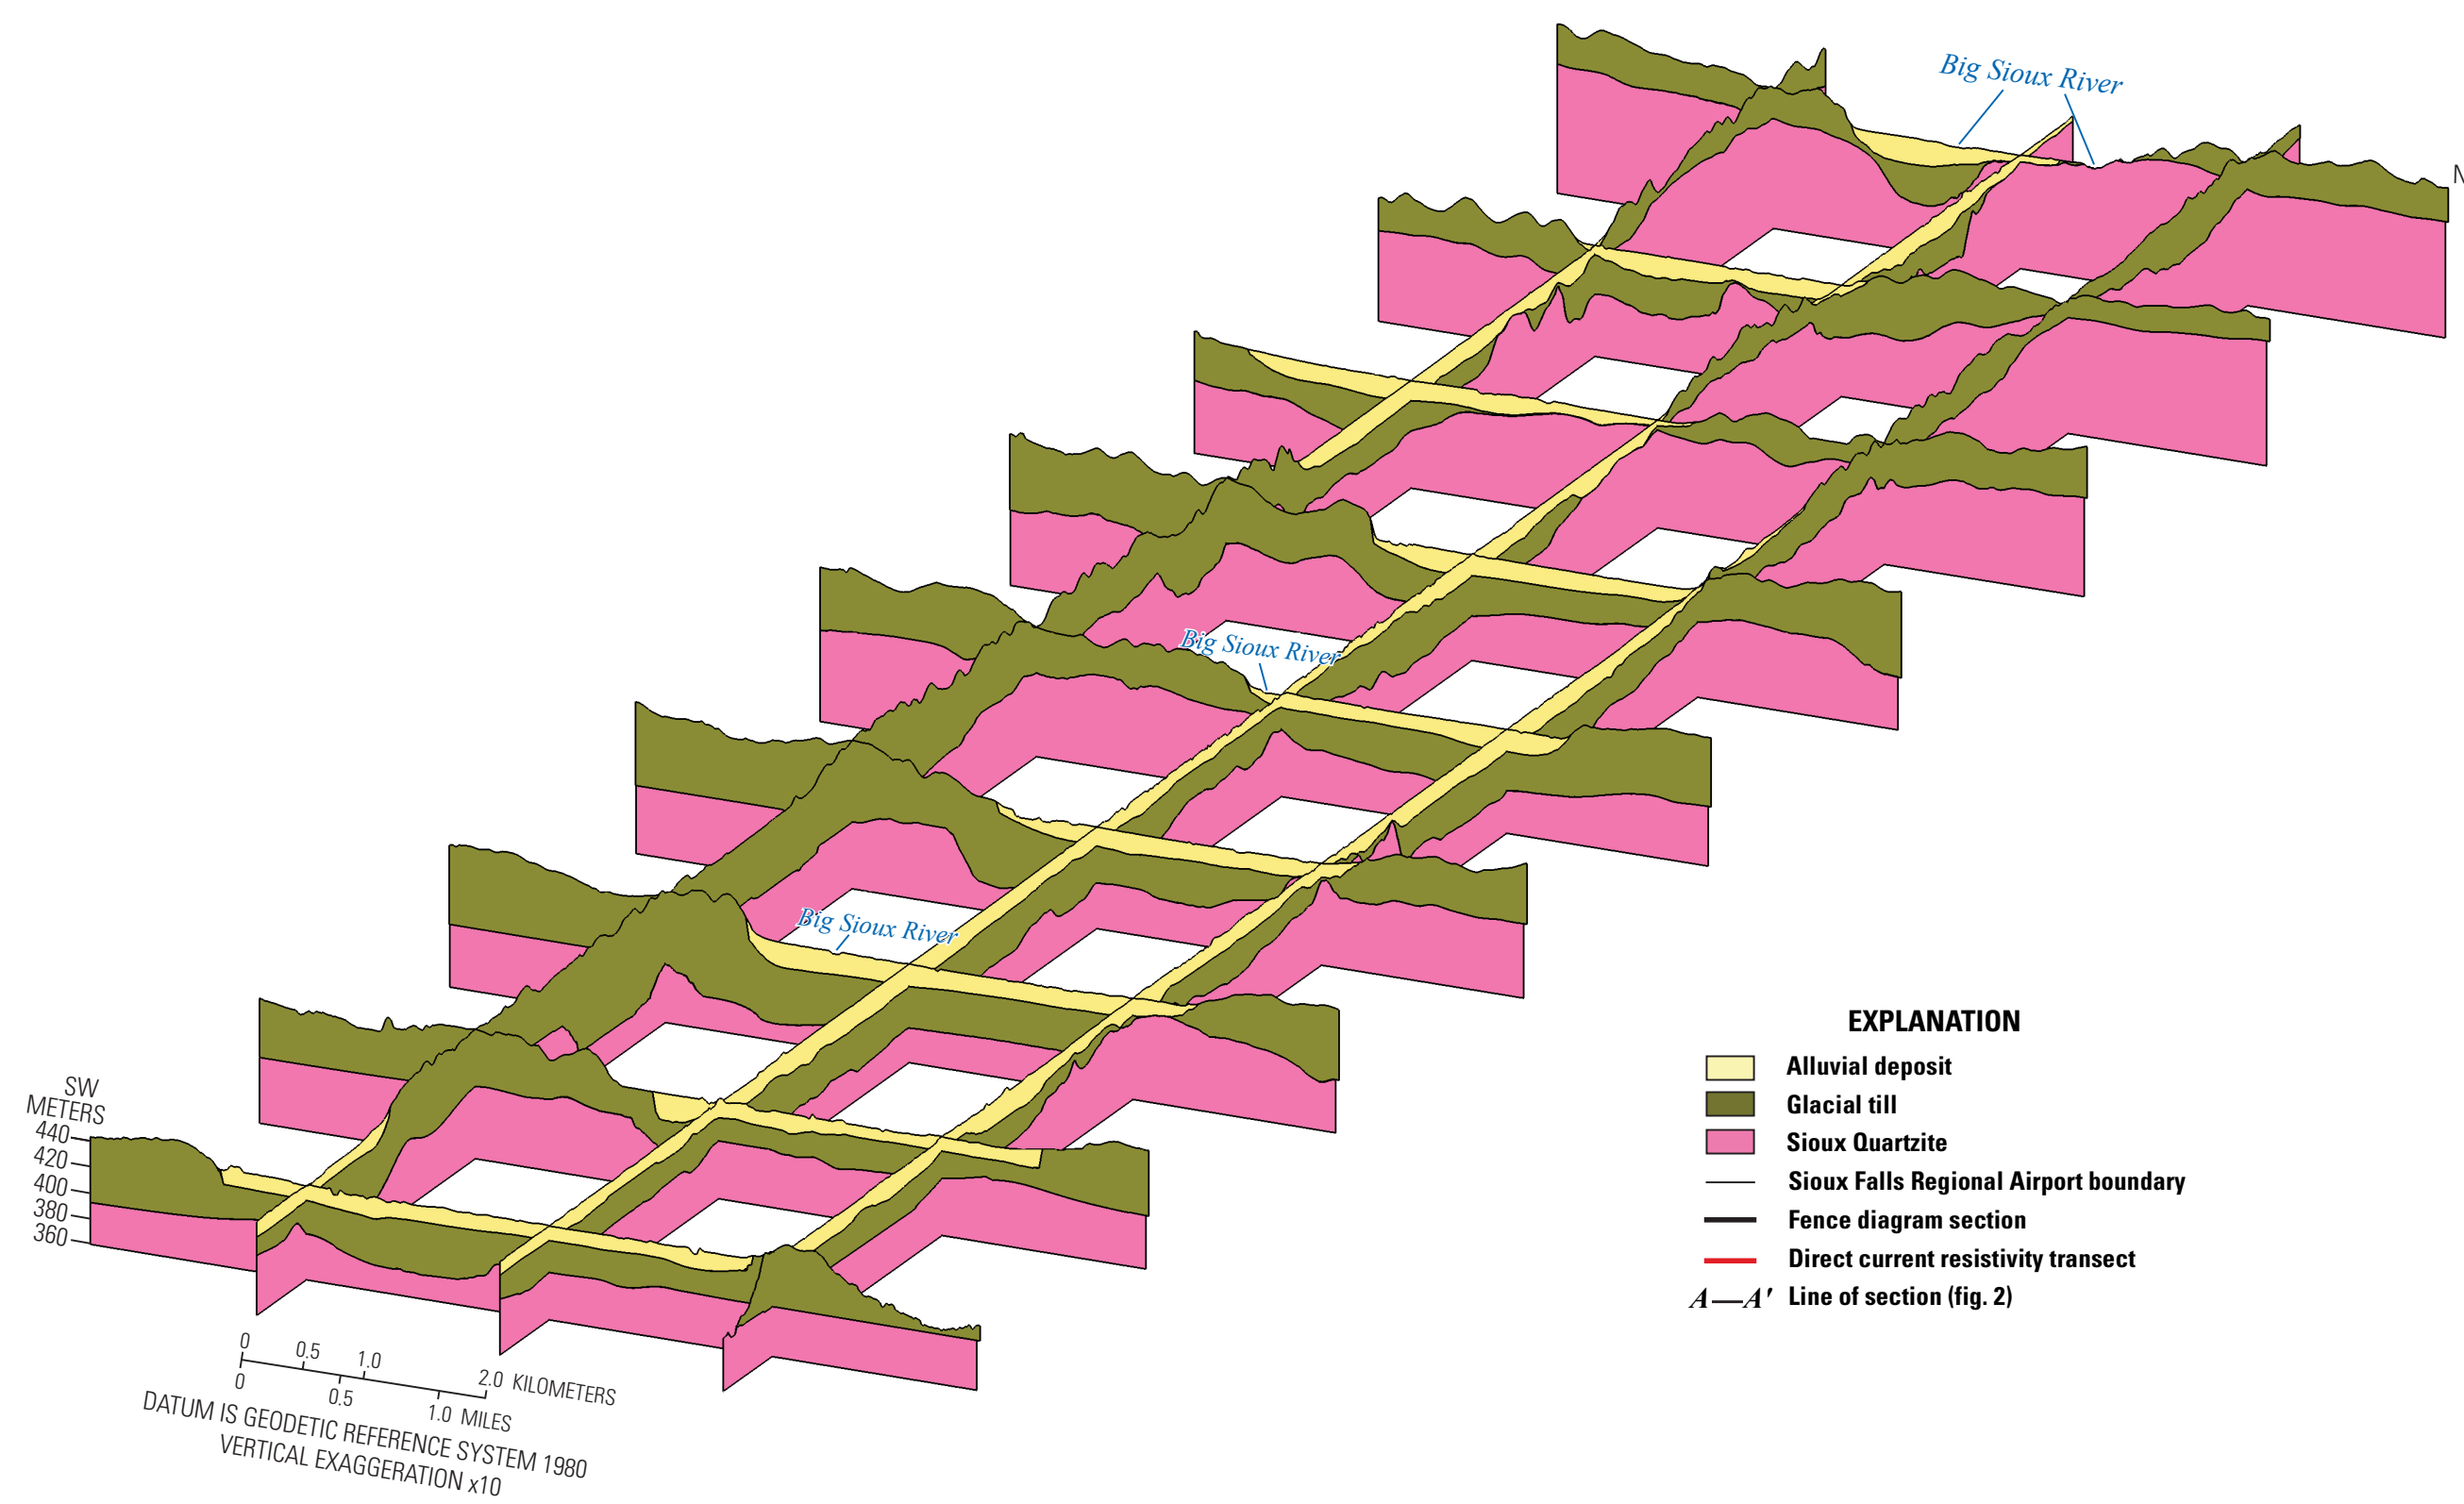 Big Sioux River
N
Big Sioux River
Big Sioux River
SW
METERS
440
420
400
380
360
0
0.5
1.0
2.0 KILOMETERS
0
0.5
1.0 MILES
DATUM IS GEODETIC REFERENCE SYSTEM 1980
VERTICAL EXAGGERATION x10
EXPLANATION
Alluvial deposit
Glacial till
Sioux Quartzite
Sioux Falls Regional Airport boundary
Fence diagram section
Direct current resistivity transect
A—A′ Line of section (fig. 2)